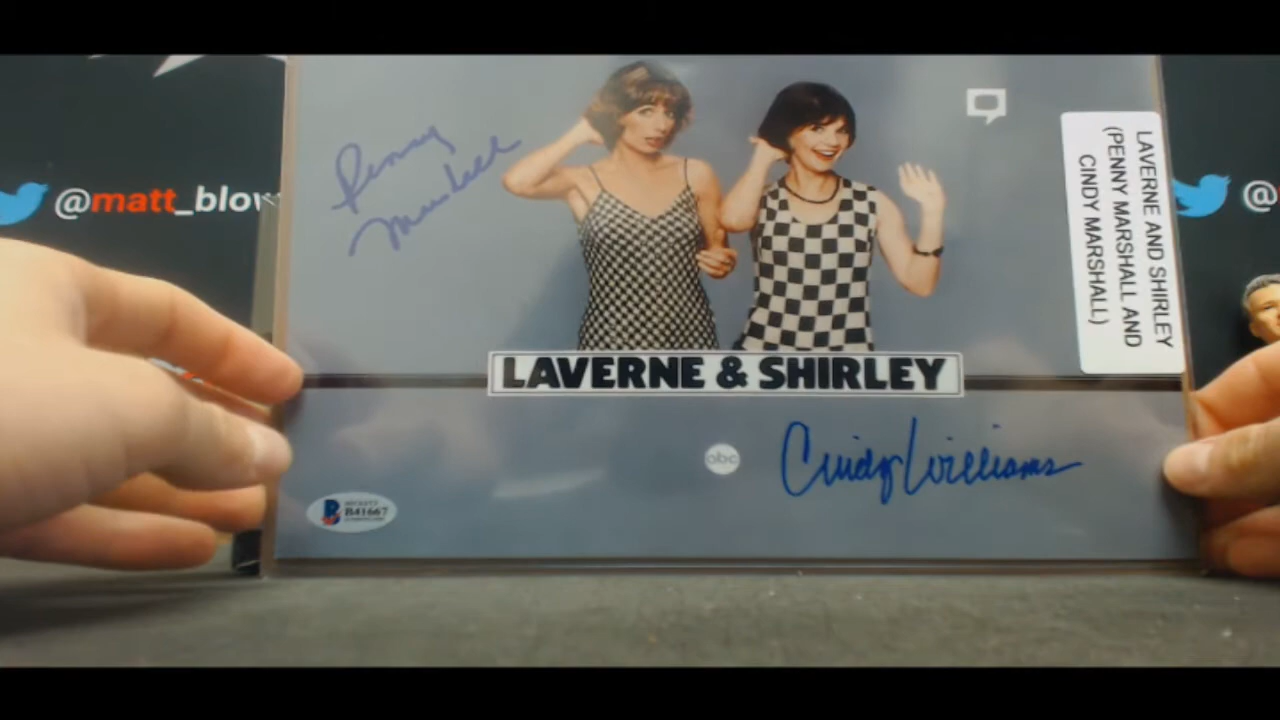 @matt_blow
Penny
Marshall
LAVERNE AND SHIRLEY
(PENNY MARSHALL AND
CINDY MARSHALL)
@
LAVERNE & SHIRLEY
abc
Cindy Williams
BECKETT
B41667